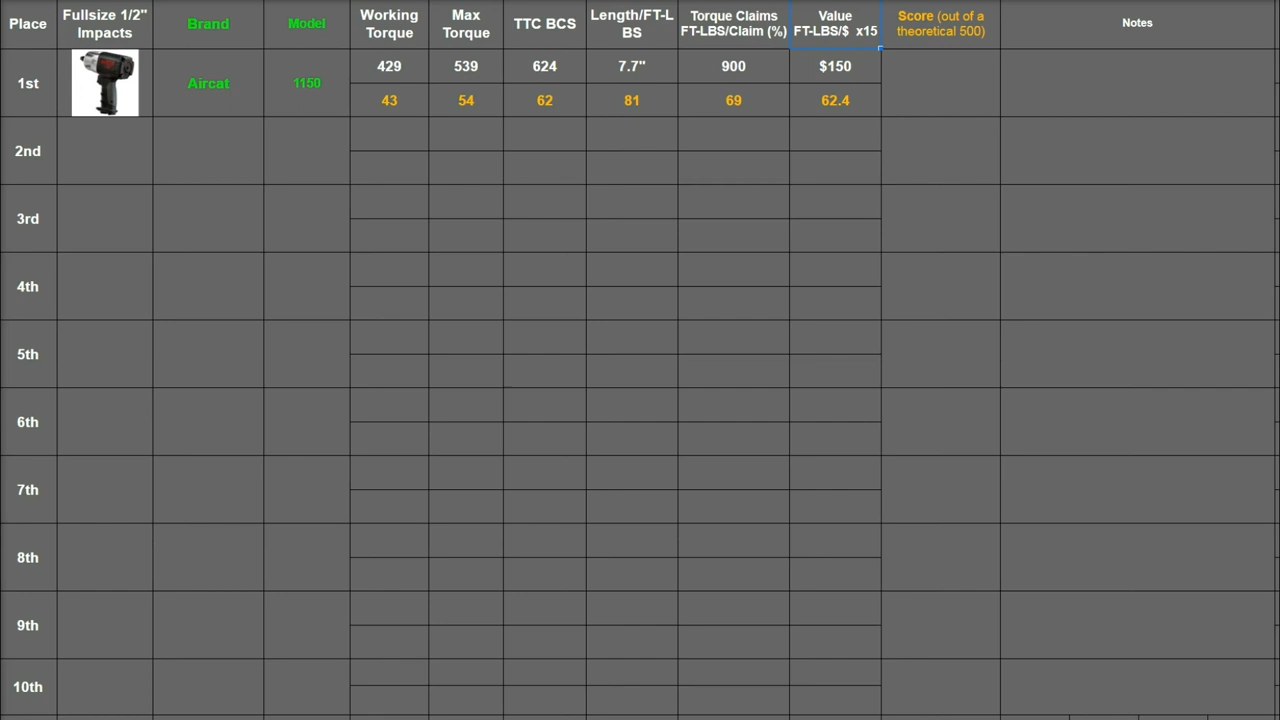 Place
Fullsize 1/2"
Impacts
Brand
Model
Working
Torque
Max
Torque
TTC BCS
Length/FT-L
BS
Torque Claims
FT-LBS/Claim (%)
Value
FT-LBS/$ x15
Score (out of a
theoretical 500)
Notes
1st
Aircat
1150
429
539
624
7.7"
900
$150
43
54
62
81
69
62.4
2nd
3rd
4th
5th
6th
7th
8th
9th
10th